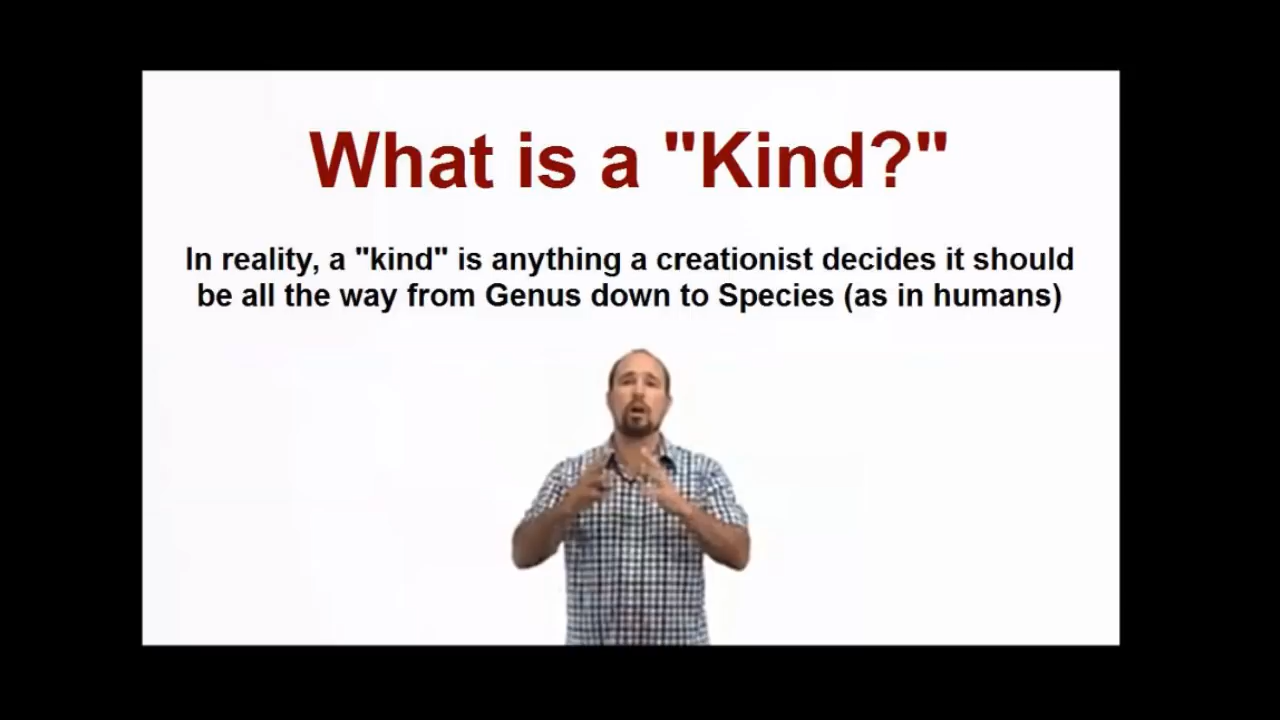 What is a "Kind?"
In reality, a "kind" is anything a creationist decides it should
be all the way from Genus down to Species (as in humans)